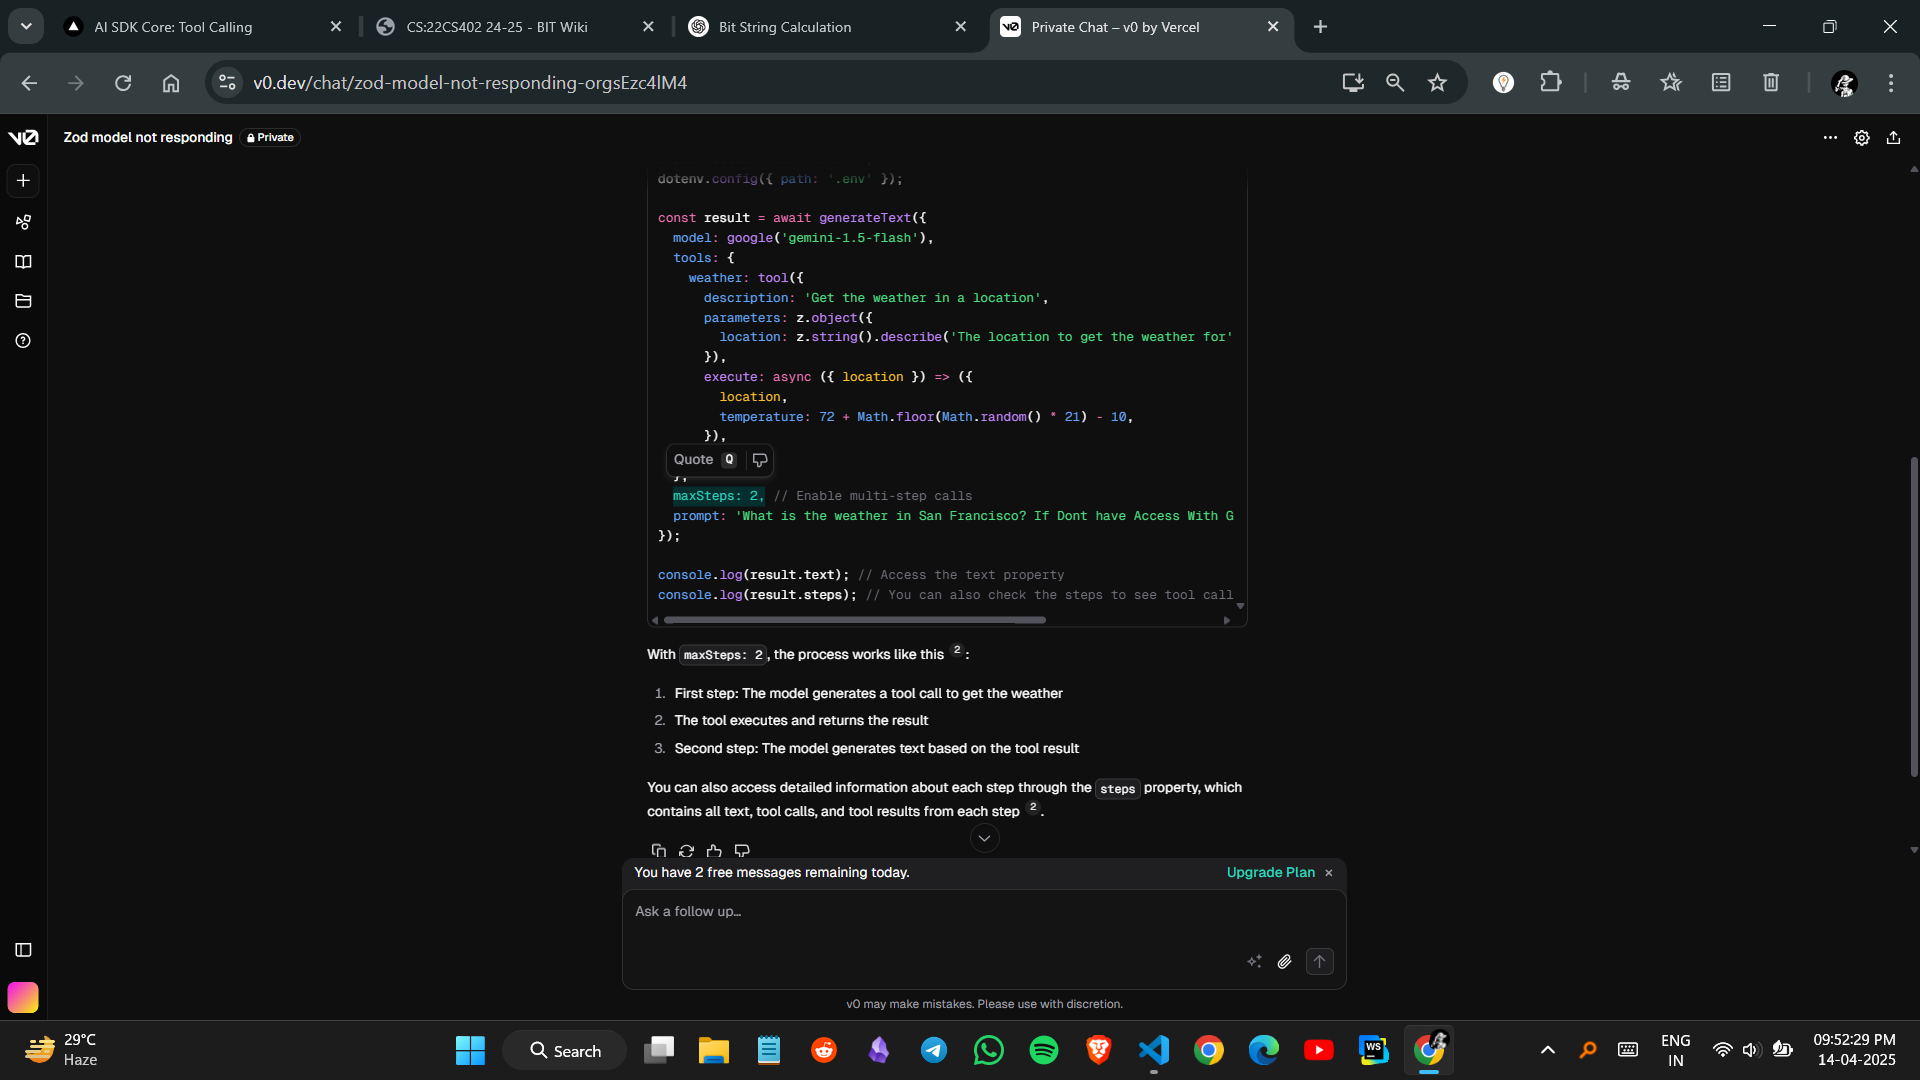 AI SDK Core: Tool Calling
CS:22CS402 24-25 - BIT Wiki
Bit String Calculation
Private Chat – v0 by Vercel
v0.dev/chat/zod-model-not-responding-orgsEzc4lM4
v0
Zod model not responding
Private
dotenv.config({ path: '.env' });
const result = await generateText({
model: google('gemini-1.5-flash'),
tools: {
weather: tool({
description: 'Get the weather in a location',
parameters: z.object({
location: z.string().describe('The location to get the weather for'
}),
execute: async ({ location }) => ({
location,
temperature: 72 + Math.floor(Math.random() * 21) - 10,
}),
Quote Q
},
maxSteps: 2, // Enable multi-step calls
prompt: 'What is the weather in San Francisco? If Dont have Access With G
});
console.log(result.text); // Access the text property
console.log(result.steps); // You can also check the steps to see tool call
With maxSteps: 2, the process works like this 2:
1. First step: The model generates a tool call to get the weather
2. The tool executes and returns the result
3. Second step: The model generates text based on the tool result
You can also access detailed information about each step through the steps property, which
contains all text, tool calls, and tool results from each step 2.
You have 2 free messages remaining today.
Upgrade Plan
Ask a follow up...
v0 may make mistakes. Please use with discretion.
29°C
Haze
Search
WS
ENG
IN
09:52:29 PM
14-04-2025